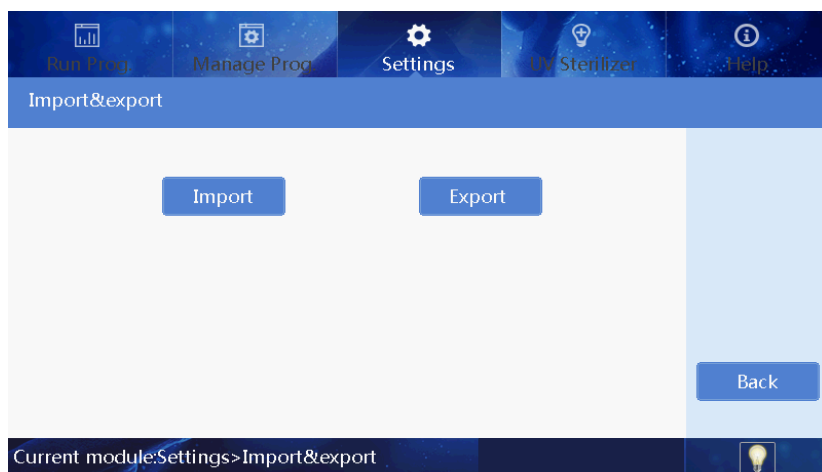 Run Prog.
Manage Prog.
Settings
UV Sterilizer
Help
Import&export
Import
Export
Back
Current module:Settings>Import&export